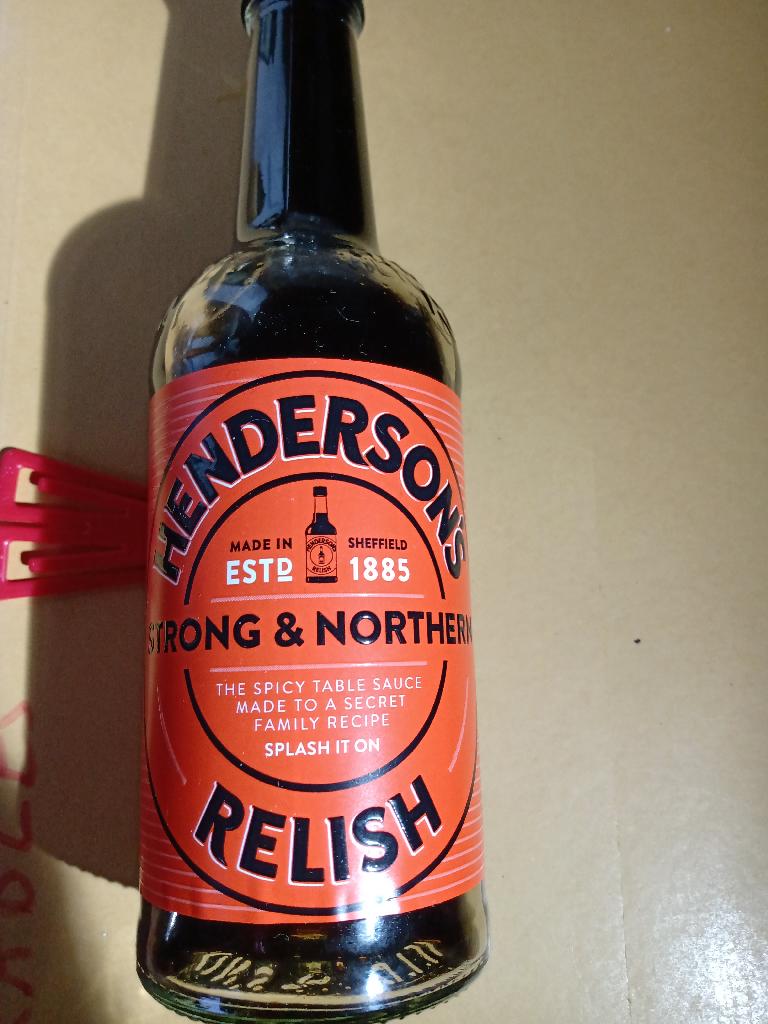 HENDERSON'S
MADE IN SHEFFIELD
ESTD 1885
STRONG & NORTHERN
THE SPICY TABLE SAUCE
MADE TO A SECRET
FAMILY RECIPE
SPLASH IT ON
RELISH